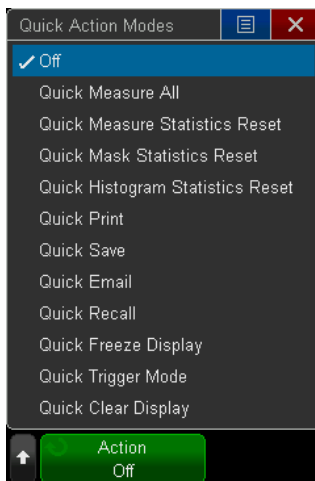 Quick Action Modes
Off
Quick Measure All
Quick Measure Statistics Reset
Quick Mask Statistics Reset
Quick Histogram Statistics Reset
Quick Print
Quick Save
Quick Email
Quick Recall
Quick Freeze Display
Quick Trigger Mode
Quick Clear Display
Action
Off